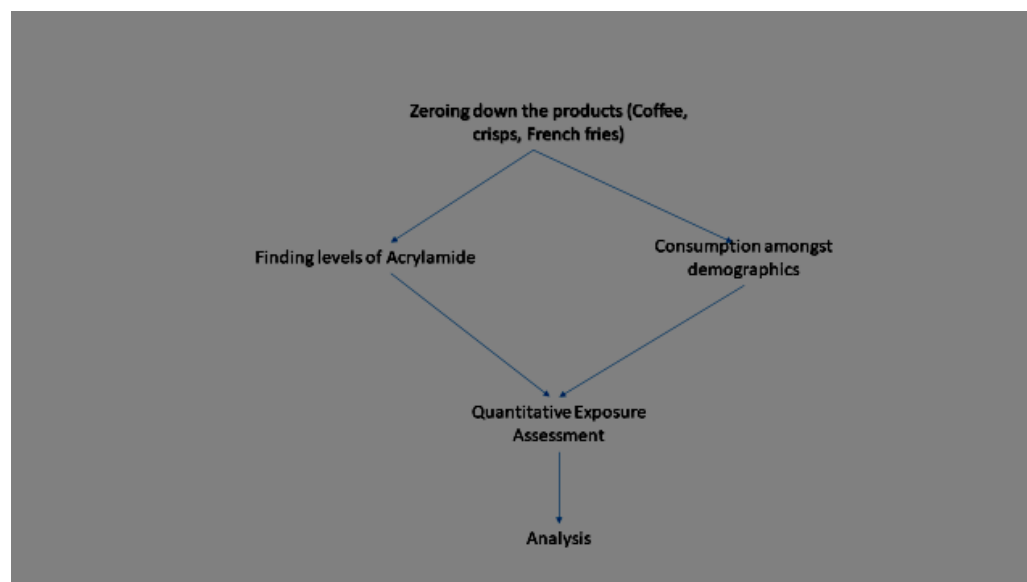 Zeroing down the products (Coffee,
crisps, French fries)
Finding levels of Acrylamide
Consumption amongst
demographics
Quantitative Exposure
Assessment
Analysis